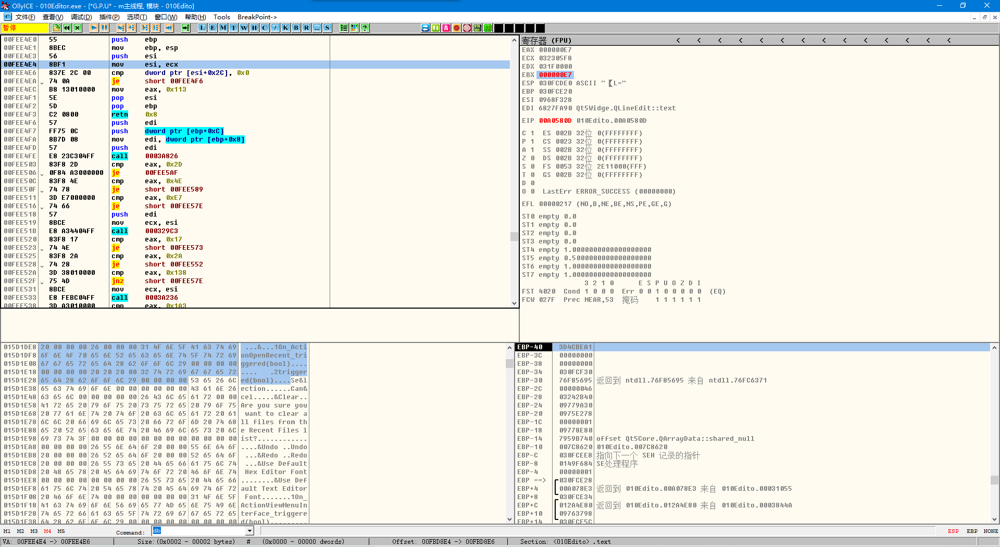 OllyICE - 010Editor.exe - [*G.P.U* - m主线程, 模块 - 010Edito]
文件(F) 查看(V) 调试(D) 插件(P) 选项(T) 窗口(W) 帮助(H) Tools BreakPoint->
暂停 L E M T W H C / K B R ... S ?
00FEE4E0 55 push ebp
00FEE4E1 8BEC mov ebp, esp
00FEE4E3 56 push esi
00FEE4E4 8BF1 mov esi, ecx
00FEE4E6 837E 2C 00 cmp dword ptr [esi+0x2C], 0x0
00FEE4EA 74 0A je short 00FEE4F6
00FEE4EC B8 13010000 mov eax, 0x113
00FEE4F1 5E pop esi
00FEE4F2 5D pop ebp
00FEE4F3 C2 0800 retn 0x8
00FEE4F6 57 push edi
00FEE4F7 FF75 0C push dword ptr [ebp+0xC]
00FEE4FA 8B7D 08 mov edi, dword ptr [ebp+0x8]
00FEE4FD 57 push edi
00FEE4FE E8 23C304FF call 0003A826
00FEE503 83F8 2D cmp eax, 0x2D
00FEE506 0F84 A3000000 je 00FEE5AF
00FEE50C 83F8 4E cmp eax, 0x4E
00FEE50F 74 78 je short 00FEE589
00FEE511 3D E7000000 cmp eax, 0xE7
00FEE516 74 66 je short 00FEE57E
00FEE518 57 push edi
00FEE519 8BCE mov ecx, esi
00FEE51B E8 A34404FF call 000329C3
00FEE520 83F8 17 cmp eax, 0x17
00FEE523 74 4E je short 00FEE573
00FEE525 83F8 2A cmp eax, 0x2A
00FEE528 74 28 je short 00FEE552
00FEE52A 3D 38010000 cmp eax, 0x138
00FEE52F 75 4D jnz short 00FEE57E
00FEE531 8BCE mov ecx, esi
00FEE533 E8 FEBC04FF call 0003A236
00FEE538 3D A3010000 cmp eax, 0x1A3
寄存器 (FPU) < < < < < < < < < < < < < <
EAX 000000E7
ECX 032305F8
EDX 031F0000
EBX 000000E7
ESP 030FCDE0 ASCII "【L="
EBP 030FCE20
ESI 0968F328
EDI 6827FA90 Qt5Widge.QLineEdit::text
EIP 00A0580D 010Edito.00A0580D
C 1 ES 002B 32位 0(FFFFFFFF)
P 1 CS 0023 32位 0(FFFFFFFF)
A 1 SS 002B 32位 0(FFFFFFFF)
Z 0 DS 002B 32位 0(FFFFFFFF)
S 0 FS 0053 32位 2E11000(FFF)
T 0 GS 002B 32位 0(FFFFFFFF)
D 0
O 0 LastErr ERROR_SUCCESS (00000000)
EFL 00000217 (NO,B,NE,BE,NS,PE,GE,G)
ST0 empty 0.0
ST1 empty 0.0
ST2 empty 0.0
ST3 empty 0.0
ST4 empty 1.0000000000000000000
ST5 empty 0.5000000000000000000
ST6 empty 1.0000000000000000000
ST7 empty 1.0000000000000000000
3 2 1 0 E S P U O Z D I
FST 4020 Cond 1 0 0 0 Err 0 0 1 0 0 0 0 0 (EQ)
FCW 027F Prec NEAR,53 掩码 1 1 1 1 1 1
015D1DE8 20 00 00 00 26 00 00 00 31 4F 6E 5F 41 63 74 69 ...&...1On_Acti
015D1DF8 6F 6E 4F 70 65 6E 52 65 63 65 6E 74 5F 74 72 69 onOpenRecent_tri
015D1E08 67 67 65 72 65 64 28 62 6F 6F 6C 29 00 00 00 00 ggered(bool)....
015D1E18 00 00 00 00 20 20 20 00 32 74 72 69 67 67 65 72 .... .2trigger
015D1E28 65 64 28 62 6F 6F 6C 29 00 00 00 00 53 65 26 6C ed(bool)....Se&l
015D1E38 65 63 74 69 6F 6E 00 00 00 00 00 00 43 61 6E 26 ection......Can&
015D1E48 63 65 6C 00 00 00 00 00 26 43 6C 65 61 72 00 00 cel.....&Clear..
015D1E58 41 72 65 20 79 6F 75 20 73 75 72 65 20 79 6F 75 Are you sure you
015D1E68 20 77 61 6E 74 20 74 6F 20 63 6C 65 61 72 20 61 want to clear a
015D1E78 6C 6C 20 66 69 6C 65 73 20 66 72 6F 6D 20 74 68 ll files from th
015D1E88 65 20 52 65 63 65 6E 74 20 46 69 6C 65 73 20 6C e Recent Files l
015D1E98 69 73 74 3F 00 00 00 00 00 00 00 00 00 00 00 00 ist?............
015D1EA8 00 00 00 00 26 55 6E 64 6F 20 00 00 55 6E 64 6F ....&Undo ..Undo
015D1EB8 20 00 00 00 26 52 65 64 6F 20 00 00 52 65 64 6F ...&Redo ..Redo
015D1EC8 20 00 00 00 26 55 73 65 20 44 65 66 61 75 6C 74 ...&Use Default
015D1ED8 20 48 65 78 20 45 64 69 74 6F 72 20 46 6F 6E 74 Hex Editor Font
015D1EE8 00 00 00 00 00 00 00 00 26 55 73 65 20 44 65 66 ........&Use Def
015D1EF8 61 75 6C 74 20 54 65 78 74 20 45 64 69 74 6F 72 ault Text Editor
015D1F08 20 46 6F 6E 74 00 00 00 00 00 00 00 31 4F 6E 5F Font.......1On_
015D1F18 41 63 74 69 6F 6E 56 69 65 77 4D 65 6E 75 49 6E ActionViewMenuIn
015D1F28 74 65 72 66 61 63 65 5F 74 72 69 67 67 65 72 65 terface_triggere
015D1F38 64 28 62 6F 6F 6C 29 00 00 00 00 00 00 00 00 00 d(bool).........
EBP-40 3D4CBEA1
EBP-3C 00000000
EBP-38 00000000
EBP-34 030FCF30
EBP-30 76F85695 返回到 ntdll.76F85695 来自 ntdll.76FC6371
EBP-2C 00000046
EBP-28 03242B40
EBP-24 09779A30
EBP-20 0975E278
EBP-1C 00000001
EBP-18 09778E80
EBP-14 7959B740 offset Qt5Core.QArrayData::shared_null
EBP-10 007C8620 010Edito.007C8620
EBP-C 030FCEE8 指向下一个 SEH 记录的指针
EBP-8 0149F684 SE处理程序
EBP-4 00000001
EBP ==> 030FCE28
EBP+4 00A078E3 返回到 010Edito.00A078E3 来自 010Edito.00031055
EBP+8 030FCE34
EBP+C 012A4E80 返回到 010Edito.012A4E80 来自 010Edito.0003844A
EBP+10 09763798
EBP+14 030FCE5C
M1 M2 M3 M4 M5 Command: db ESP EBP NONE
VA: 00FEE4E4 -> 00FEE4E6 Size:(0x0002 - 00002 bytes) # (0x0000 - 00000 dwords) Offset: 00FBD8E4 -> 00FBD8E6 Section: <010Edito> .text